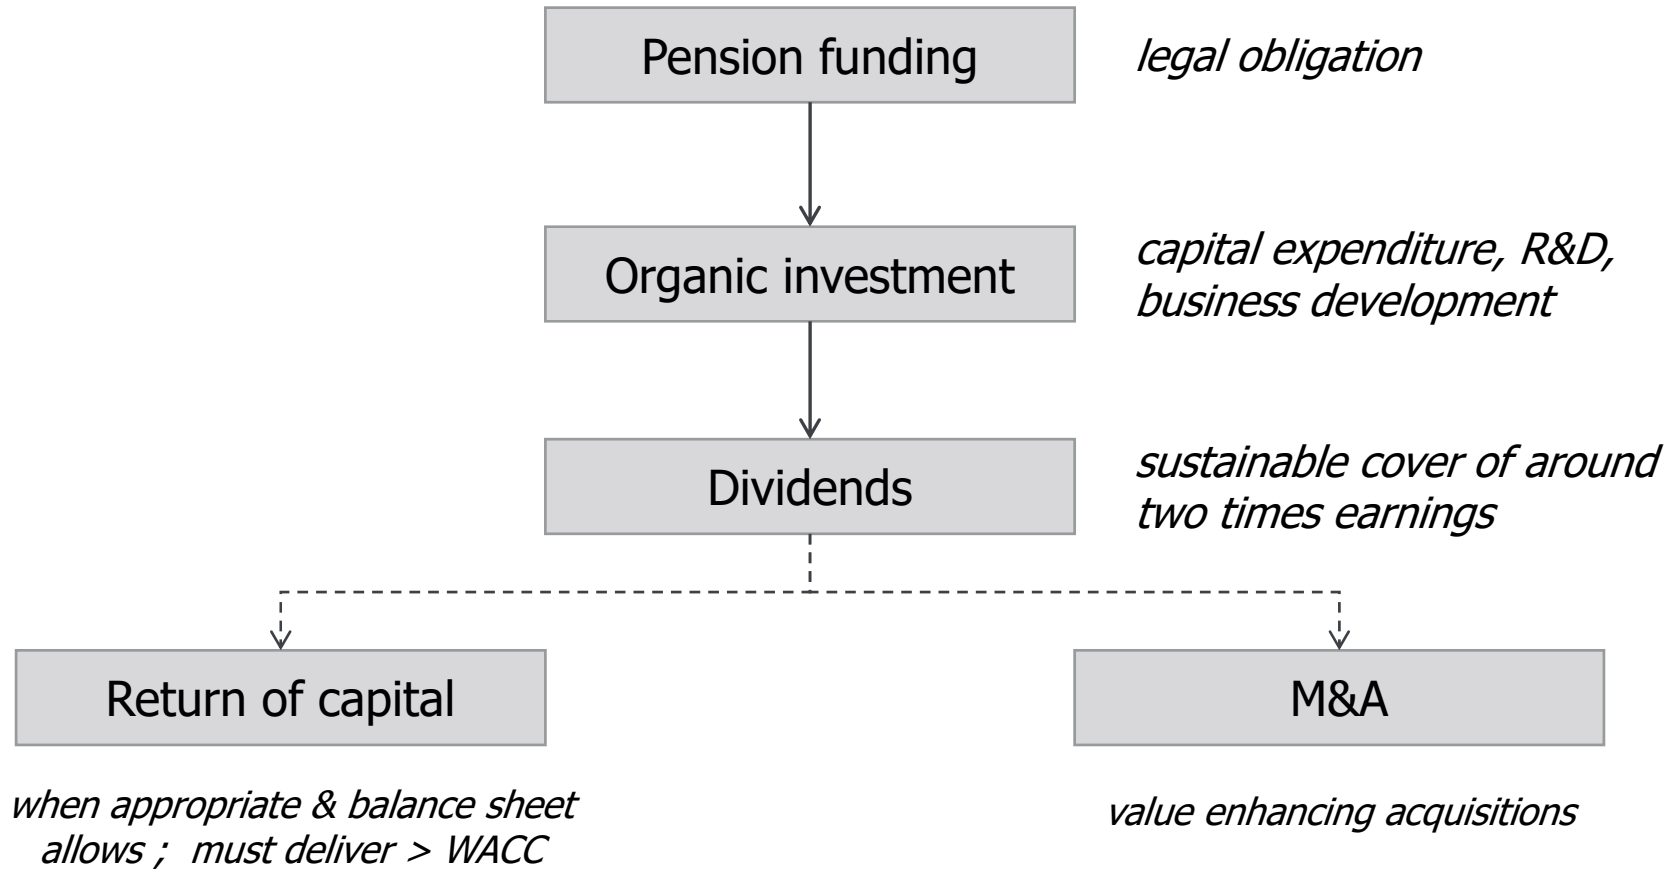 Pension funding
legal obligation
Organic investment
capital expenditure, R&D,
business development
Dividends
sustainable cover of around
two times earnings
Return of capital
M&A
when appropriate & balance sheet
allows ;  must deliver > WACC
value enhancing acquisitions